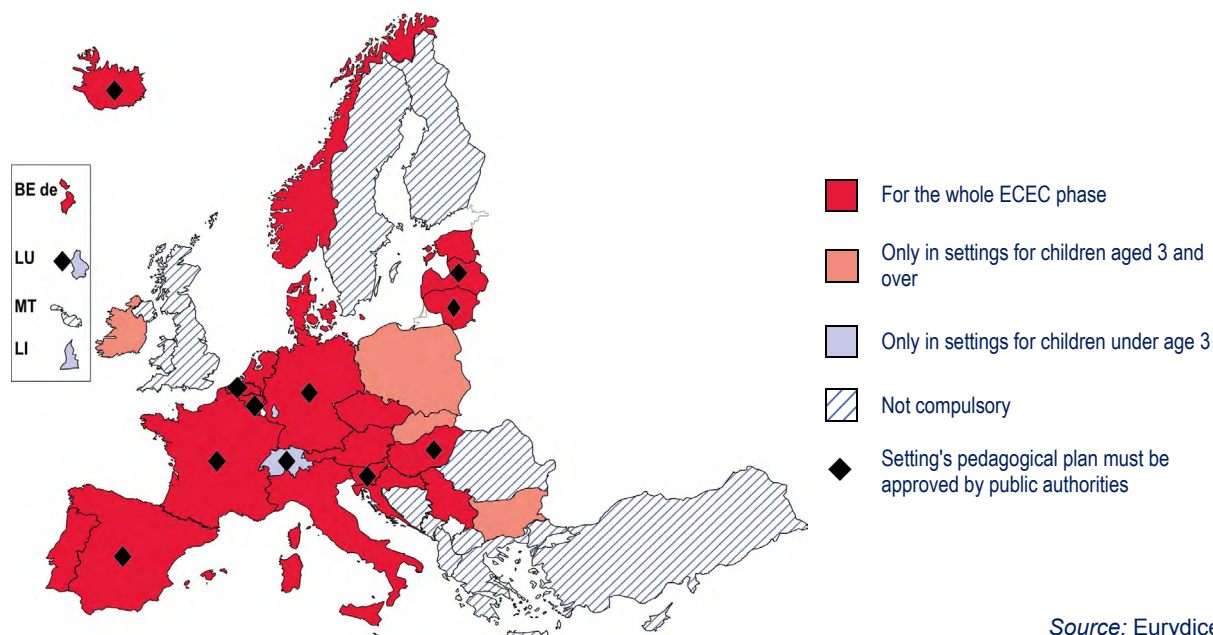 BE de
LU
MT
LI
For the whole ECEC phase
Only in settings for children aged 3 and
over
Only in settings for children under age 3
Not compulsory
Setting's pedagogical plan must be
approved by public authorities
Source: Eurydice